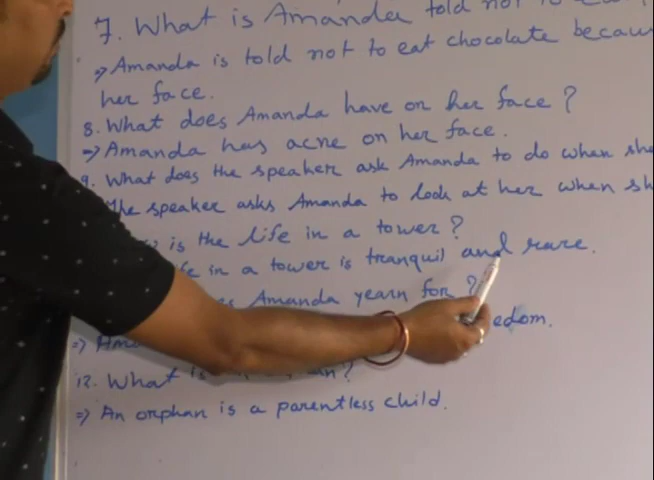 7. What is Amanda told not to
⇒ Amanda is told not to eat chocolate becau
her face.
8. What does Amanda have on her face?
⇒ Amanda has acne on her face.
9. What does the speaker ask Amanda to do when she
The speaker asks Amanda to look at her when sh
is the life in a tower?
in a tower is tranquil and rare.
Amanda yearn for?
edom.
⇒
12. What is
⇒ An orphan is a parentless child.